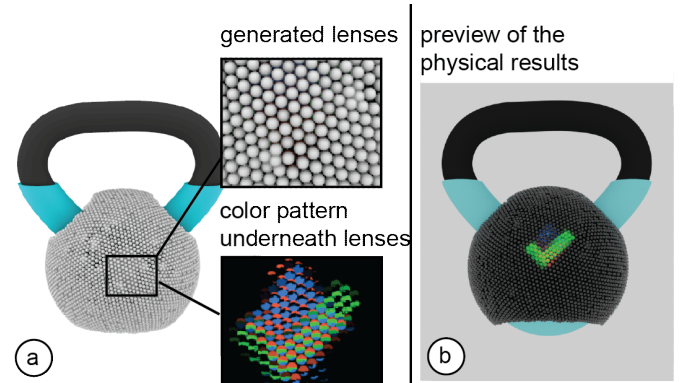 generated lenses
color pattern
underneath lenses
a
preview of the
physical results
b